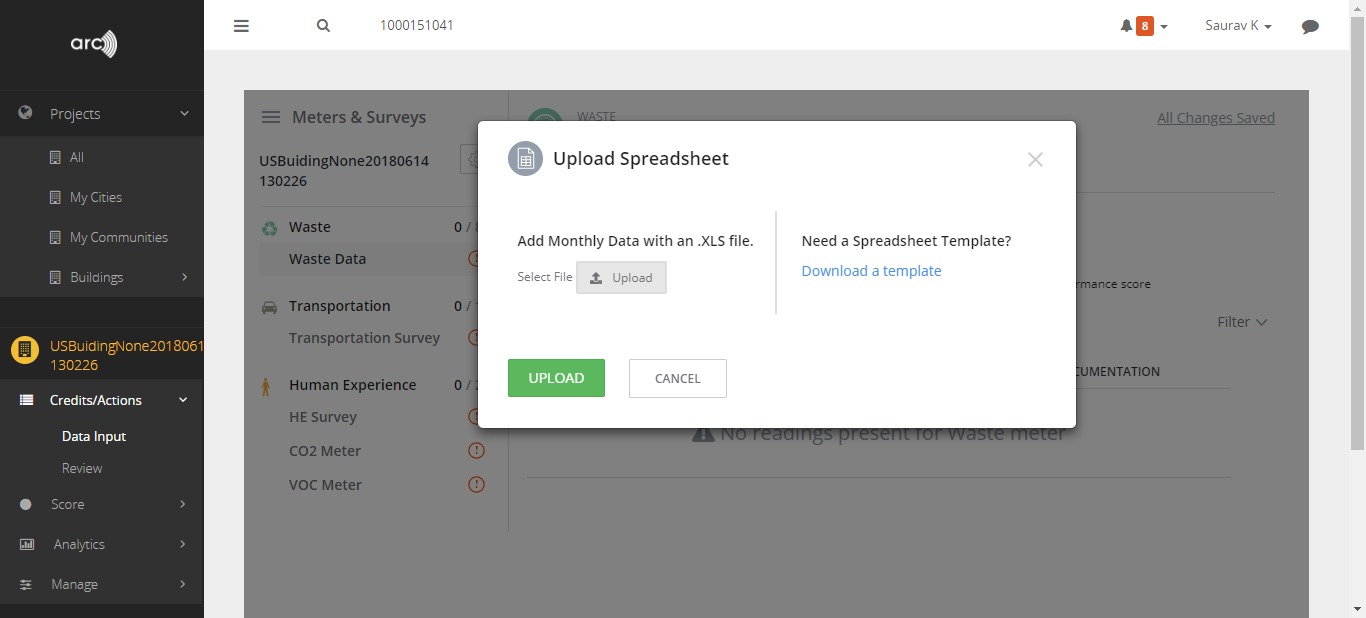 arc
1000151041
8
Saurav K
Projects
All
My Cities
My Communities
Buildings
USBuidingNone2018061
130226
Credits/Actions
Data Input
Review
Score
Analytics
Manage
Meters & Surveys
USBuidingNone20180614
130226
Waste 0 /
Waste Data
Transportation 0 /
Transportation Survey
Human Experience 0 /
HE Survey
CO2 Meter
VOC Meter
WASTE
All Changes Saved
Upload Spreadsheet
Add Monthly Data with an .XLS file.
Select File Upload
Need a Spreadsheet Template?
Download a template
UPLOAD
CANCEL
rmance score
Filter
CUMENTATION
No readings present for Waste meter